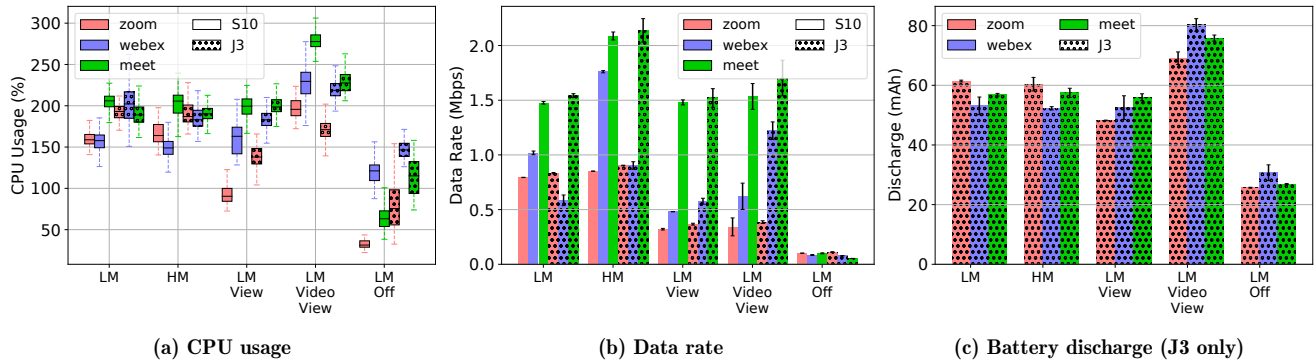 CPU Usage (%)
300
250
200
150
100
50
zoom
webex
meet
S10
J3
LM
HM
LM
View
LM
Video
View
LM
Off
(a) CPU usage
Data Rate (Mbps)
2.0
1.5
1.0
0.5
0.0
zoom
webex
meet
S10
J3
LM
HM
LM
View
LM
Video
View
LM
Off
(b) Data rate
Discharge (mAh)
80
60
40
20
0
zoom
webex
meet
J3
LM
HM
LM
View
LM
Video
View
LM
Off
(c) Battery discharge (J3 only)